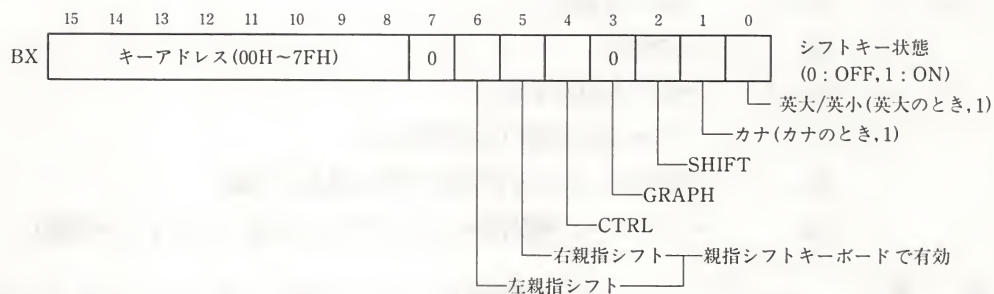 15 14 13 12 11 10 9 8 7 6 5 4 3 2 1 0
BX キーアドレス(00H～7FH) 0 0 シフトキー状態
(0：OFF, 1：ON)
英大/英小(英大のとき, 1)
カナ(カナのとき, 1)
SHIFT
GRAPH
CTRL
右親指シフト 親指シフトキーボードで有効
左親指シフト